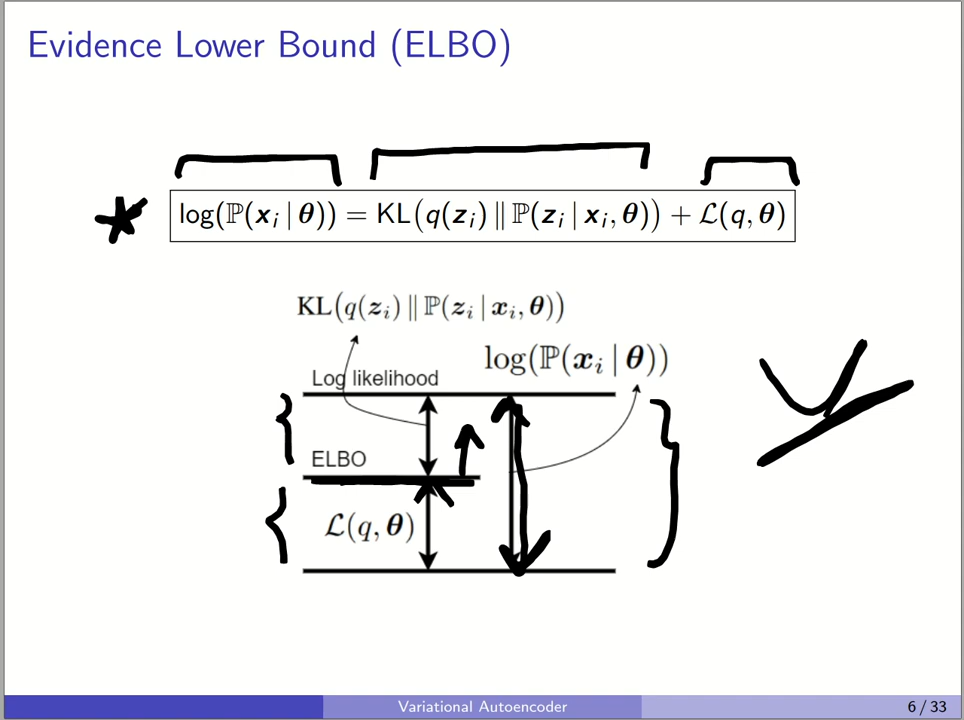 Evidence Lower Bound (ELBO)
log(ℙ(𝒙ᵢ | 𝜽)) = KL(q(𝒛ᵢ) ‖ ℙ(𝒛ᵢ | 𝒙ᵢ, 𝜽)) + ℒ(q, 𝜽)
KL(q(𝒛ᵢ) ‖ ℙ(𝒛ᵢ | 𝒙ᵢ, 𝜽))
log(ℙ(𝒙ᵢ | 𝜽))
Log likelihood
ELBO
ℒ(q, 𝜽)
Variational Autoencoder
6 / 33